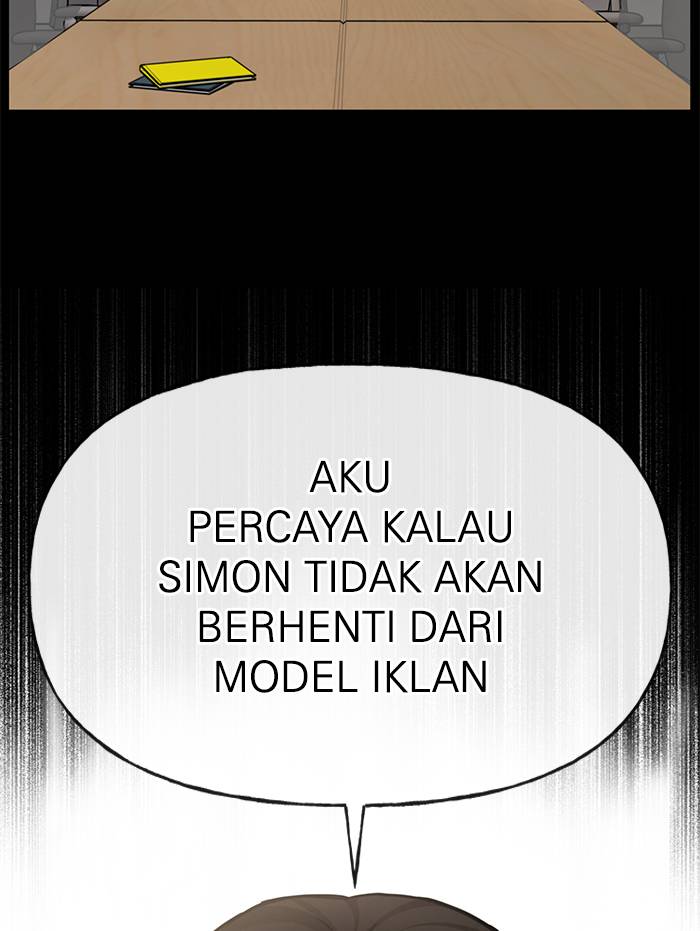 AKU
PERCAYA KALAU
SIMON TIDAK AKAN
BERHENTI DARI
MODEL IKLAN